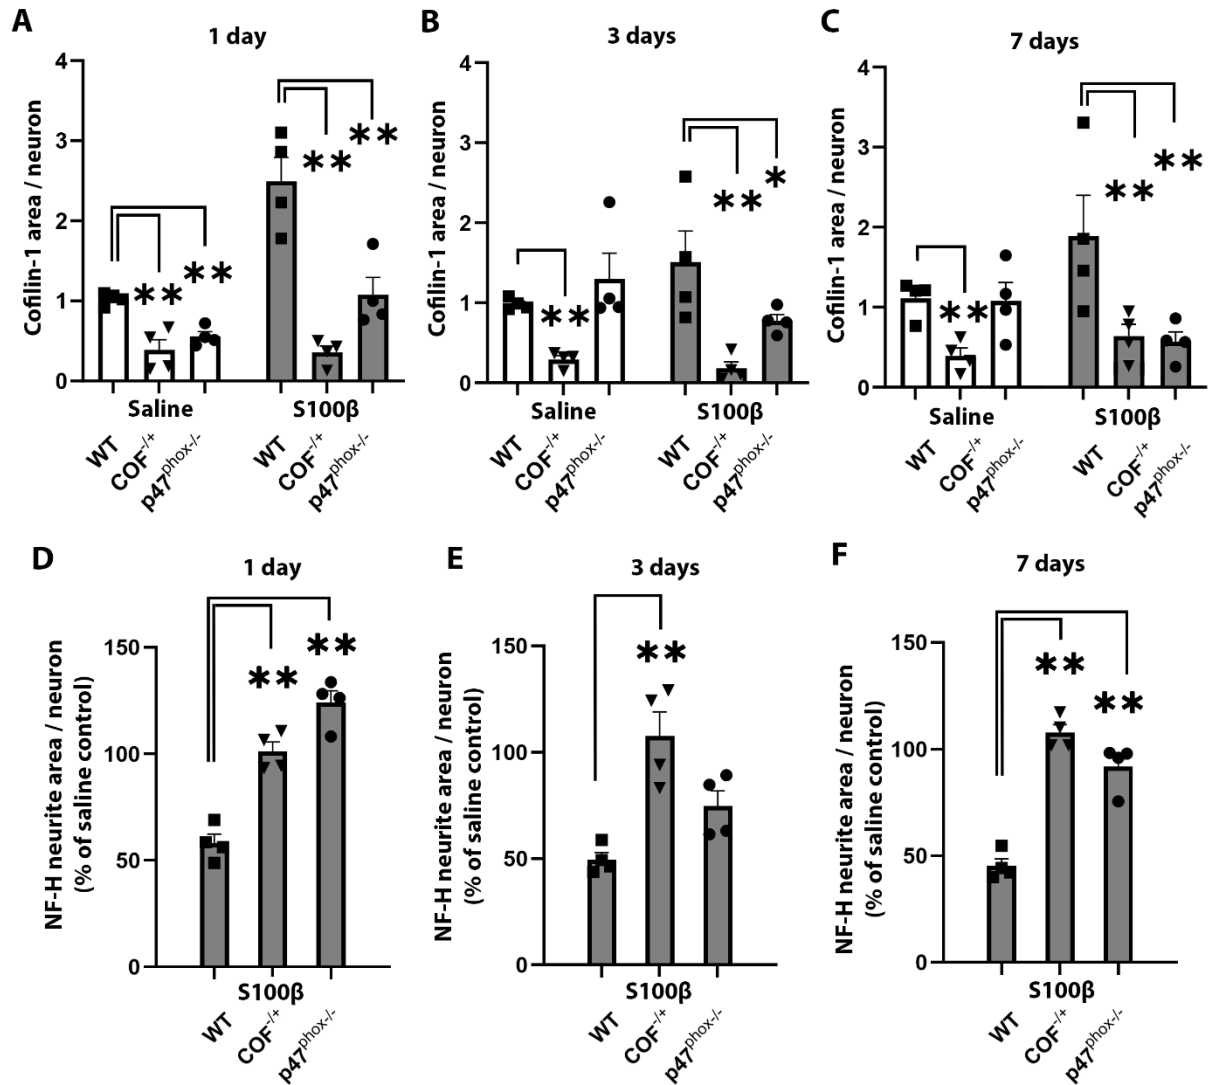 A
1 day
B
3 days
C
7 days
Cofilin-1 area / neuron
4
3
2
1
0
** ** ** **
Saline
S100β
WT
COF-/+
p47phox-/-
WT
COF-/+
p47phox-/-
Cofilin-1 area / neuron
4
3
2
1
0
** ** *
Saline
S100β
WT
COF-/+
p47phox-/-
WT
COF-/+
p47phox-/-
Cofilin-1 area / neuron
4
3
2
1
0
** ** **
Saline
S100β
WT
COF-/+
p47phox-/-
WT
COF-/+
p47phox-/-
D
1 day
E
3 days
F
7 days
NF-H neurite area / neuron
(% of saline control)
150
100
50
0
** **
S100β
WT
COF-/+
p47phox-/-
NF-H neurite area / neuron
(% of saline control)
150
100
50
0
**
S100β
WT
COF-/+
p47phox-/-
NF-H neurite area / neuron
(% of saline control)
150
100
50
0
** **
S100β
WT
COF-/+
p47phox-/-